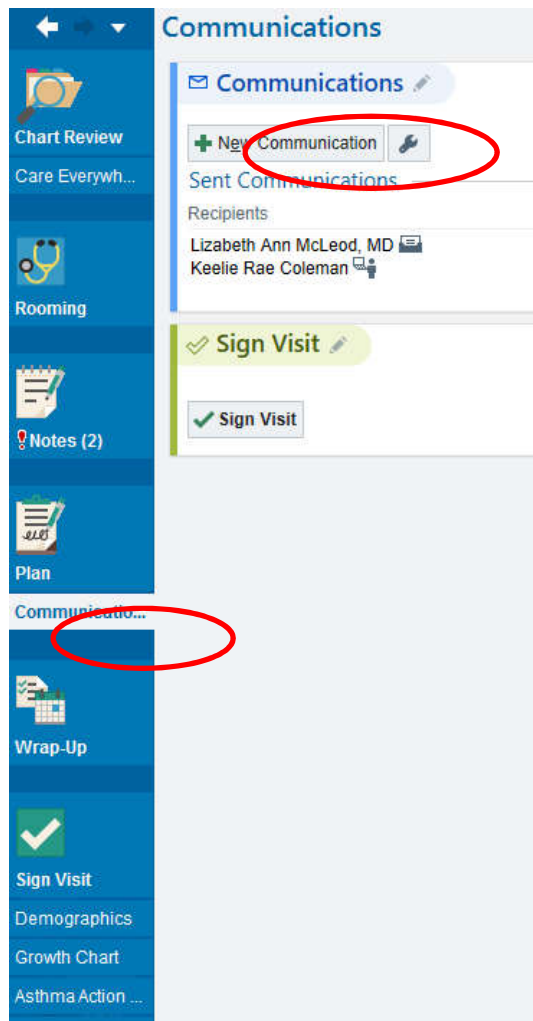 Communications
Chart Review
Care Everywh...
Rooming
Notes (2)
Plan
Communicatio...
Wrap-Up
Sign Visit
Demographics
Growth Chart
Asthma Action ...
Communications
New Communication
Sent Communications
Recipients
Lizabeth Ann McLeod, MD
Keelie Rae Coleman
Sign Visit
Sign Visit